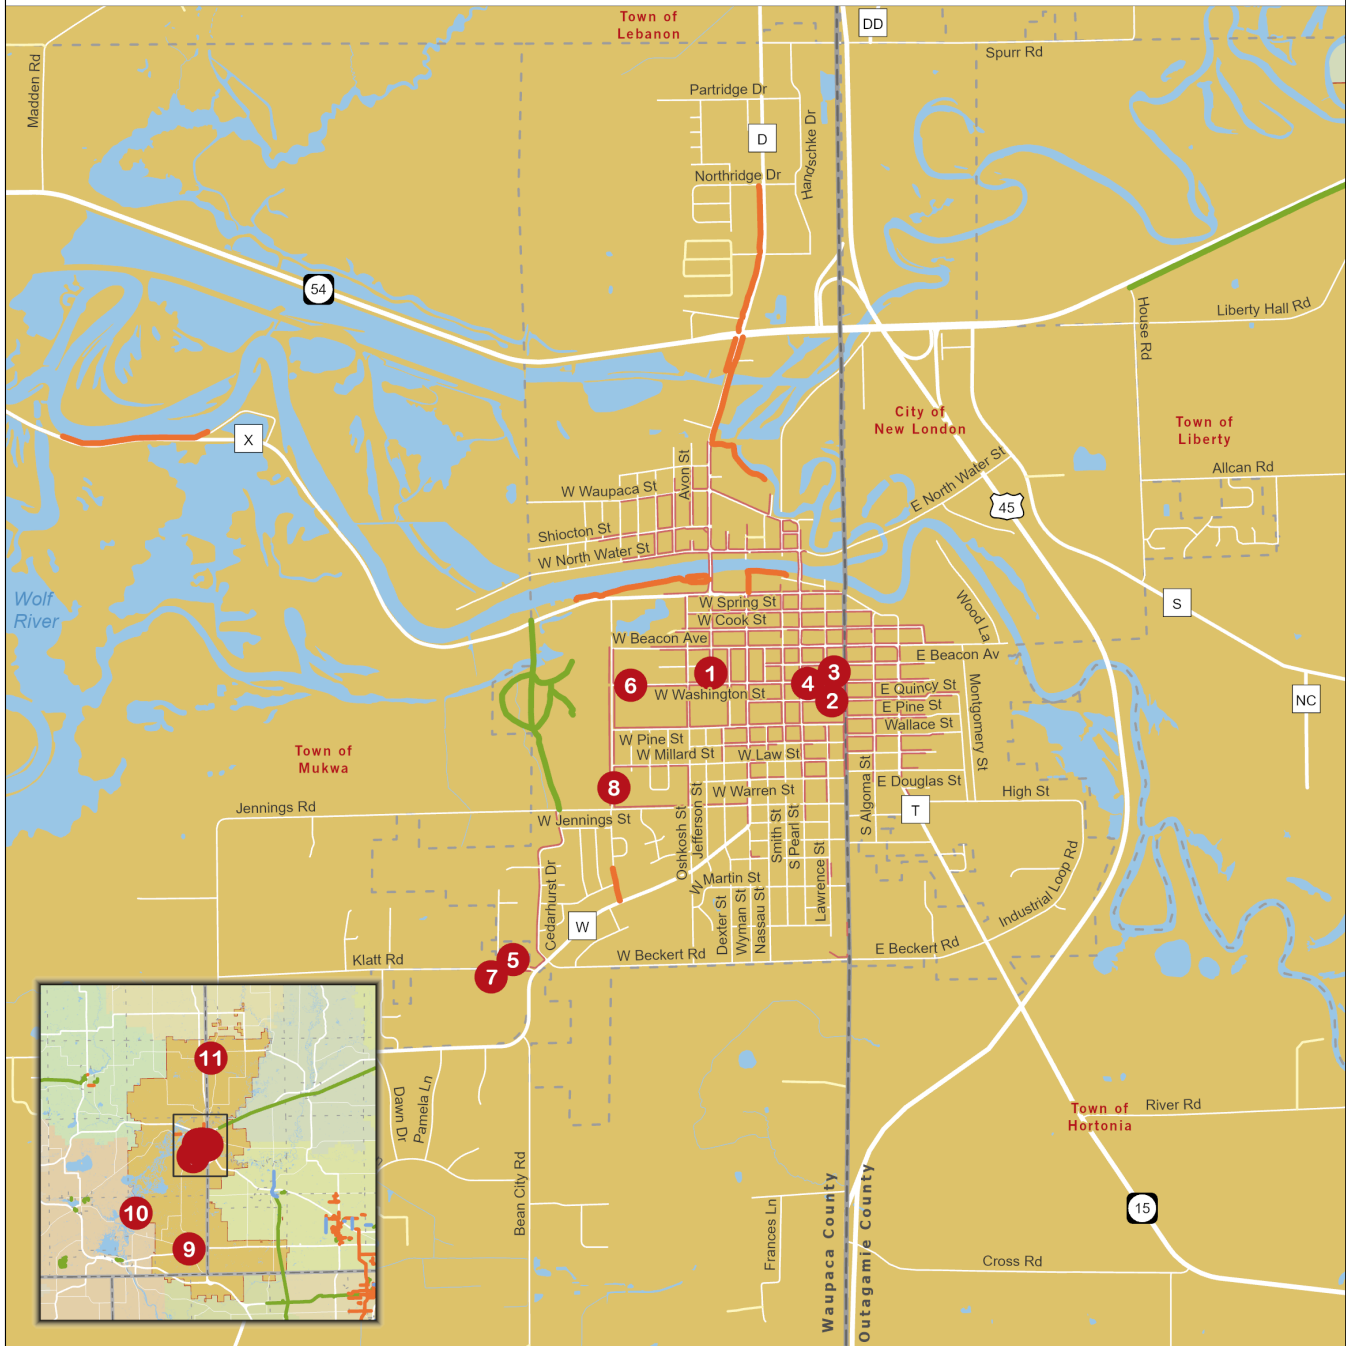 Town of
Lebanon
DD
Spurr Rd
Madden Rd
Partridge Dr
D
Handschke Dr
Northridge Dr
54
House Rd
Liberty Hall Rd
City of
New London
Town of
Liberty
X
Avon St
E North Water St
Allcan Rd
W Waupaca St
45
Shiocton St
W North Water St
Wolf
River
W Spring St
Wood La
S
W Cook St
W Beacon Ave
E Beacon Av
1
3
6
4
2
W Washington St
E Quincy St
E Pine St
Wallace St
Montgomery St
NC
Town of
Mukwa
W Pine St
W Millard St
W Law St
8
W Warren St
E Douglas St
High St
Jennings Rd
W Jennings St
Oshkosh St
Jefferson St
Smith St
S Pearl St
S Algoma St
T
W Martin St
Lawrence St
Industrial Loop Rd
Cedarhurst Dr
Dexter St
Wyman St
Nassau St
W
Klatt Rd
5
7
W Beckert Rd
E Beckert Rd
11
Dawn Dr
Pamela Ln
Town of
Hortonia
River Rd
10
9
Bean City Rd
Frances Ln
Waupaca County
Outagamie County
15
Cross Rd